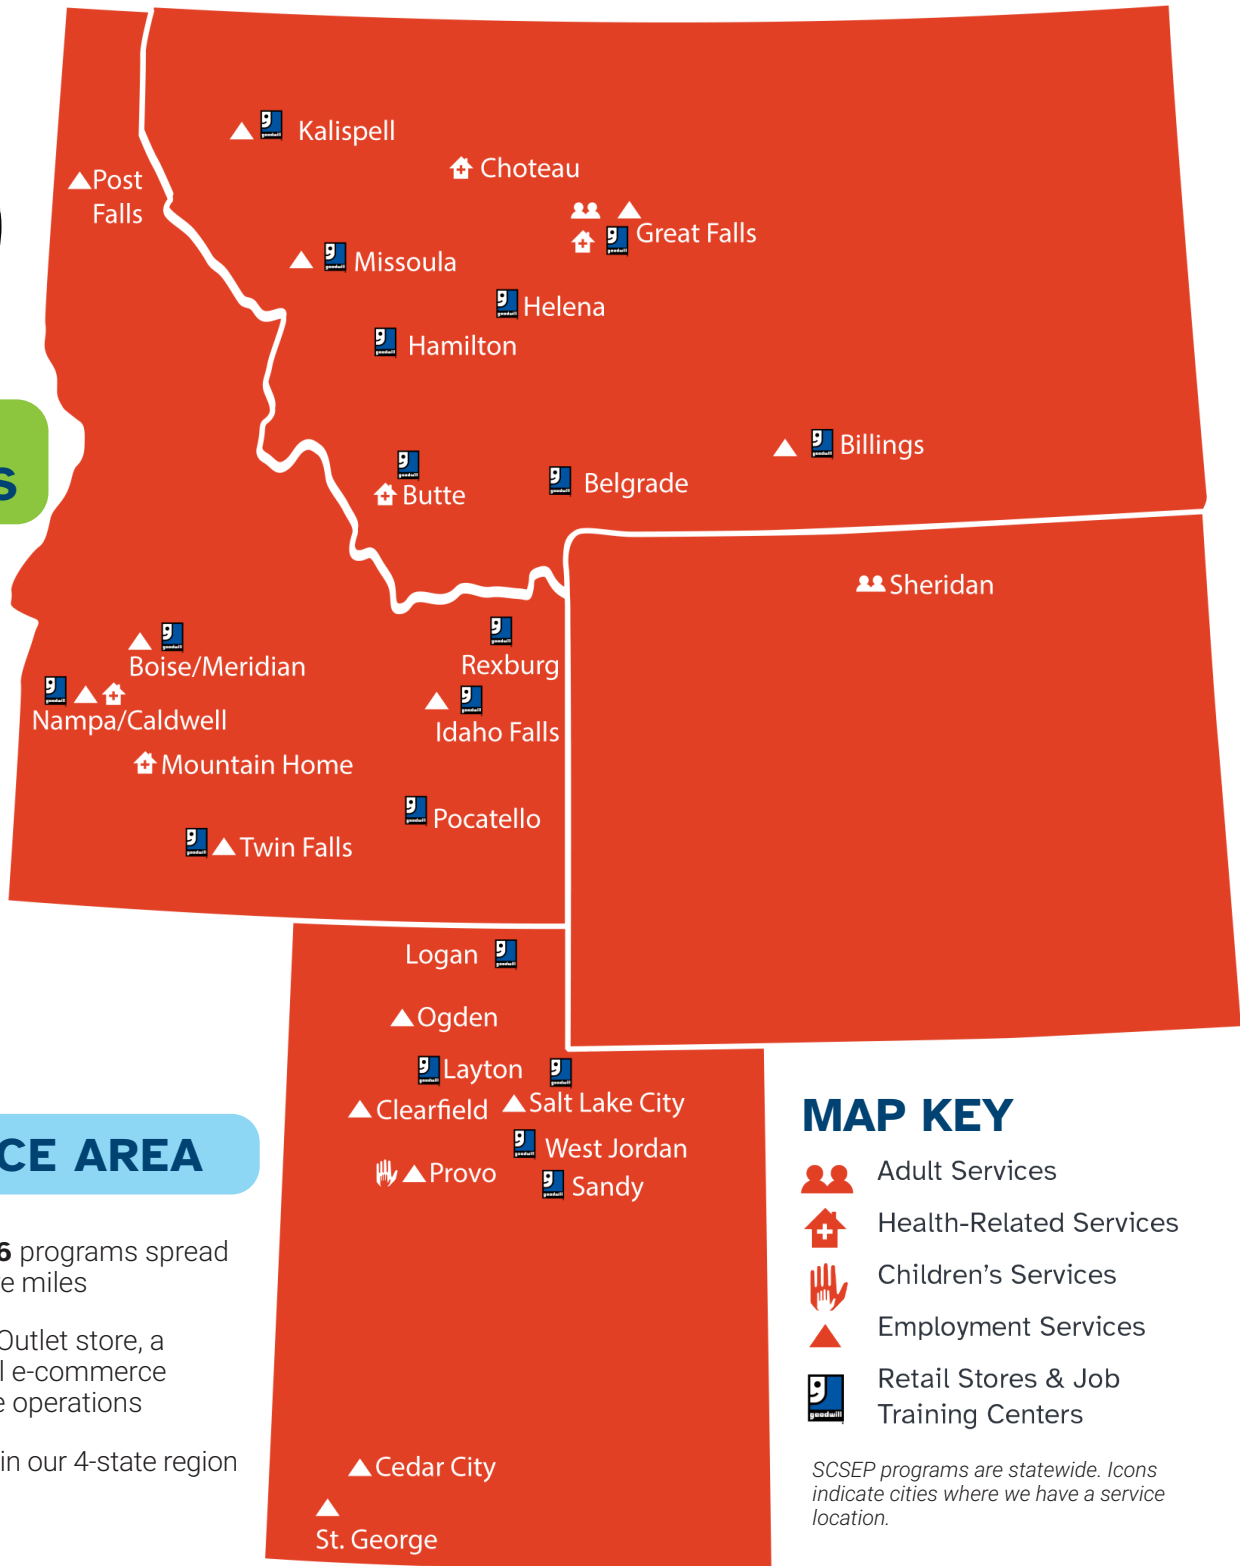 Kalispell
Choteau
Post
Falls
Great Falls
Missoula
Helena
Hamilton
Billings
Butte
Belgrade
Sheridan
Boise/Meridian
Rexburg
Nampa/Caldwell
Idaho Falls
Mountain Home
Pocatello
Twin Falls
Logan
Ogden
Layton
Clearfield
Salt Lake City
West Jordan
Provo
Sandy
Cedar City
St. George
S
CE AREA
6 programs spread
e miles
Outlet store, a
l e-commerce
e operations
in our 4-state region
MAP KEY
Adult Services
Health-Related Services
Children’s Services
Employment Services
goodwill
Retail Stores & Job
Training Centers
SCSEP programs are statewide. Icons
indicate cities where we have a service
location.